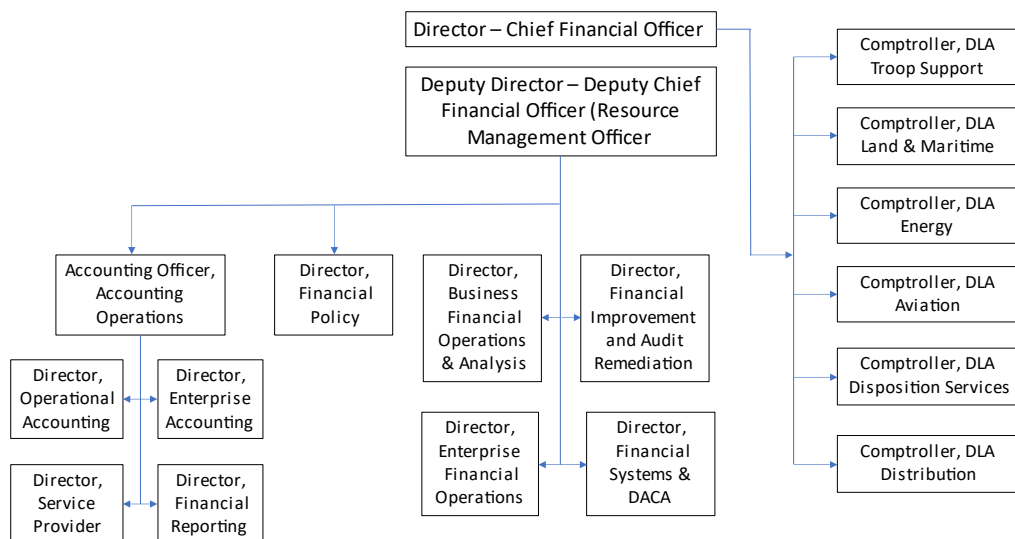 Director – Chief Financial Officer
Deputy Director – Deputy Chief
Financial Officer (Resource
Management Officer
Accounting Officer,
Accounting
Operations
Director,
Financial
Policy
Director,
Business
Financial
Operations
& Analysis
Director,
Financial
Improvement
and Audit
Remediation
Director,
Operational
Accounting
Director,
Enterprise
Accounting
Director,
Service
Provider
Director,
Financial
Reporting
Director,
Enterprise
Financial
Operations
Director,
Financial
Systems &
DACA
Comptroller, DLA
Troop Support
Comptroller, DLA
Land & Maritime
Comptroller, DLA
Energy
Comptroller, DLA
Aviation
Comptroller, DLA
Disposition Services
Comptroller, DLA
Distribution